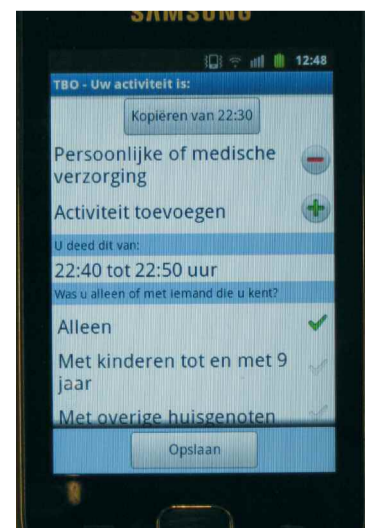 SAMSUNG
12:48
TBO - Uw activiteit is:
Kopiëren van 22:30
Persoonlijke of medische
verzorging
Activiteit toevoegen
U deed dit van:
22:40 tot 22:50 uur
Was u alleen of met iemand die u kent?
Alleen
Met kinderen tot en met 9
jaar
Met overige huisgenoten
Opslaan